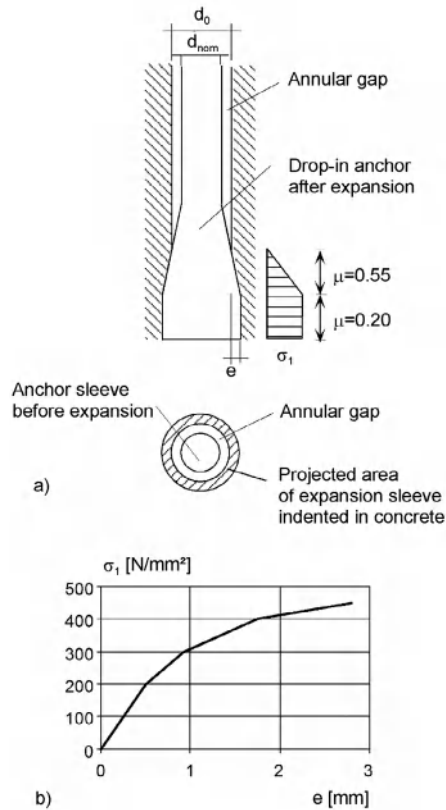 d₀
dnom
Annular gap
Drop-in anchor
after expansion
μ=0.55
μ=0.20
σ₁
e
Anchor sleeve
before expansion
Annular gap
Projected area
of expansion sleeve
indented in concrete
a)
σ₁ [N/mm²]
500
400
300
200
100
0
0 1 2 3
b) e [mm]